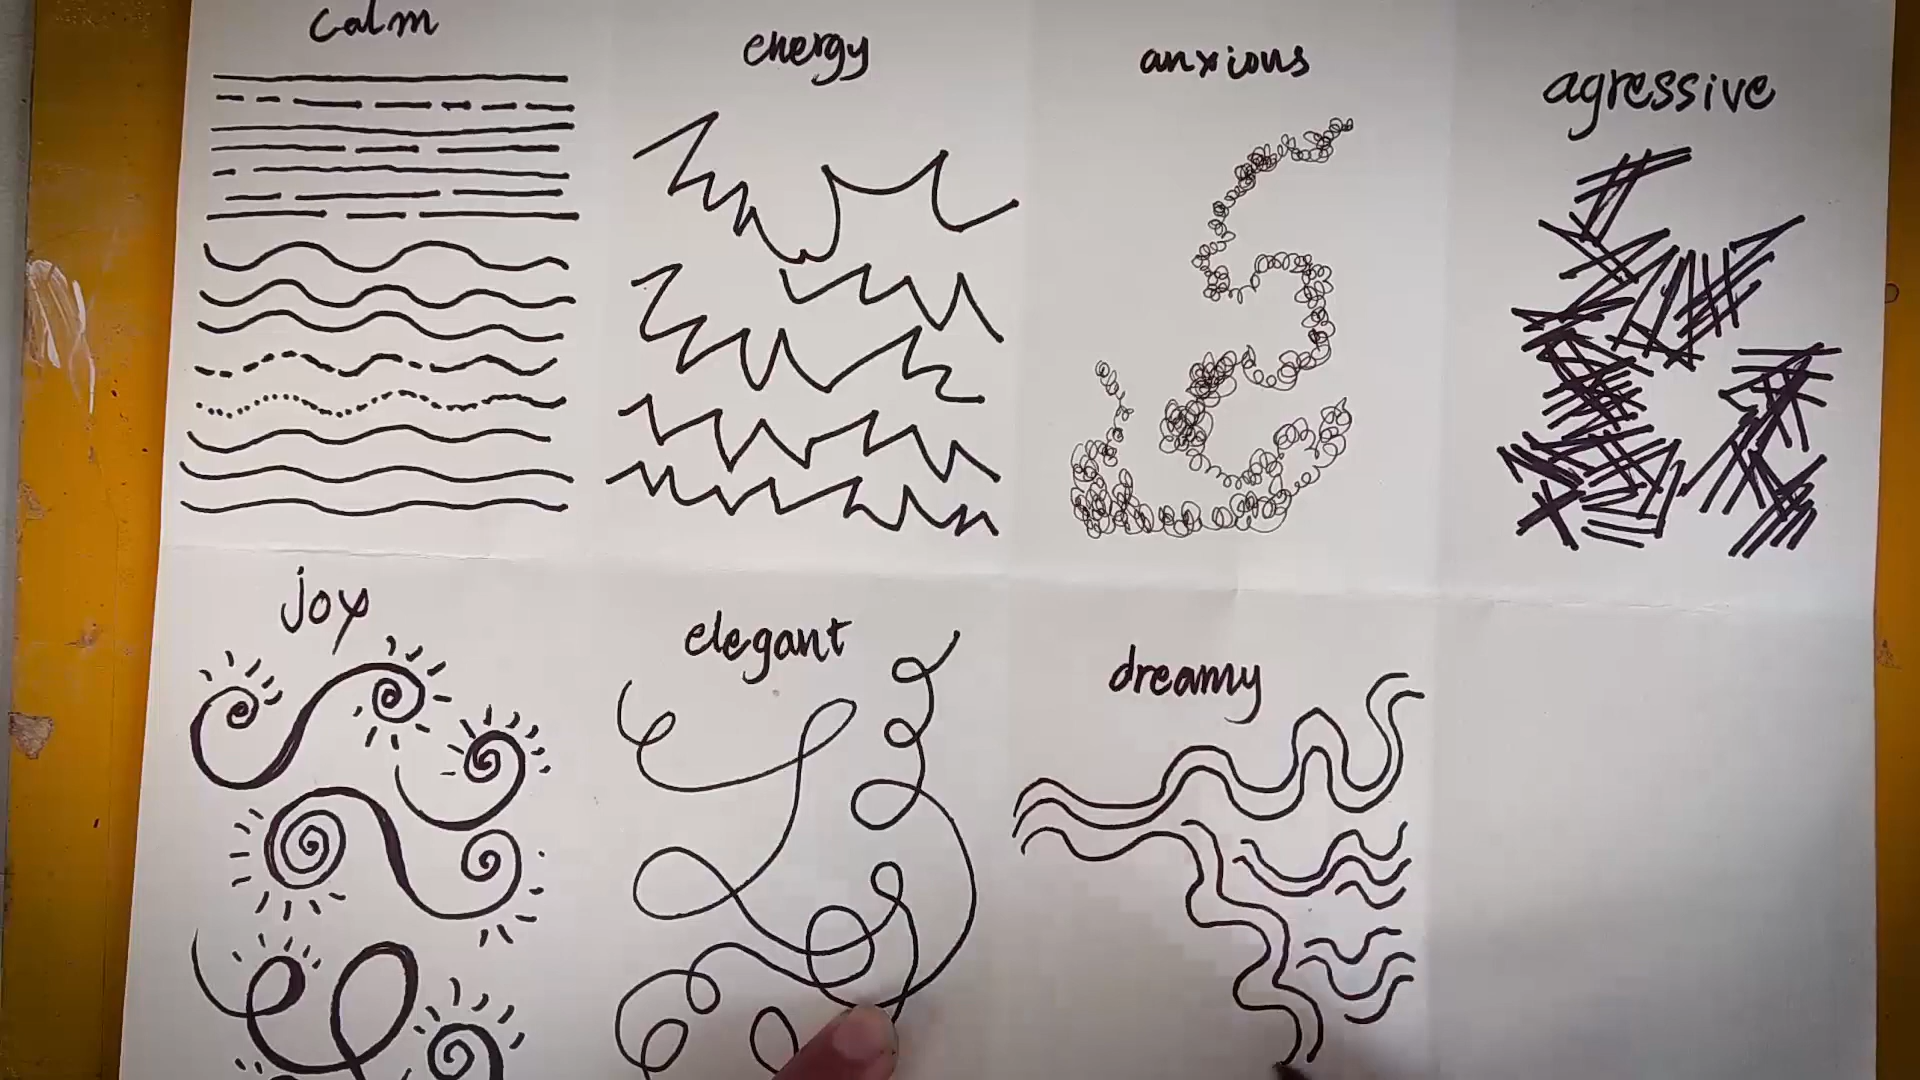 calm
energy
anxious
agressive
joy
elegant
dreamy